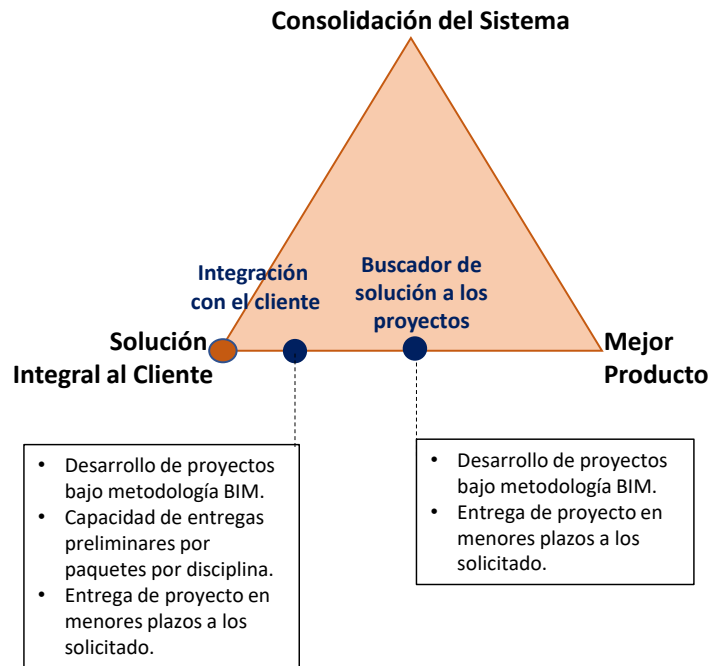 Consolidación del Sistema
Integración
con el cliente
Buscador de
solución a los
proyectos
Solución
Integral al Cliente
Mejor
Producto
• Desarrollo de proyectos
bajo metodología BIM.
• Capacidad de entregas
preliminares por
paquetes por disciplina.
• Entrega de proyecto en
menores plazos a los
solicitado.
• Desarrollo de proyectos
bajo metodología BIM.
• Entrega de proyecto en
menores plazos a los
solicitado.